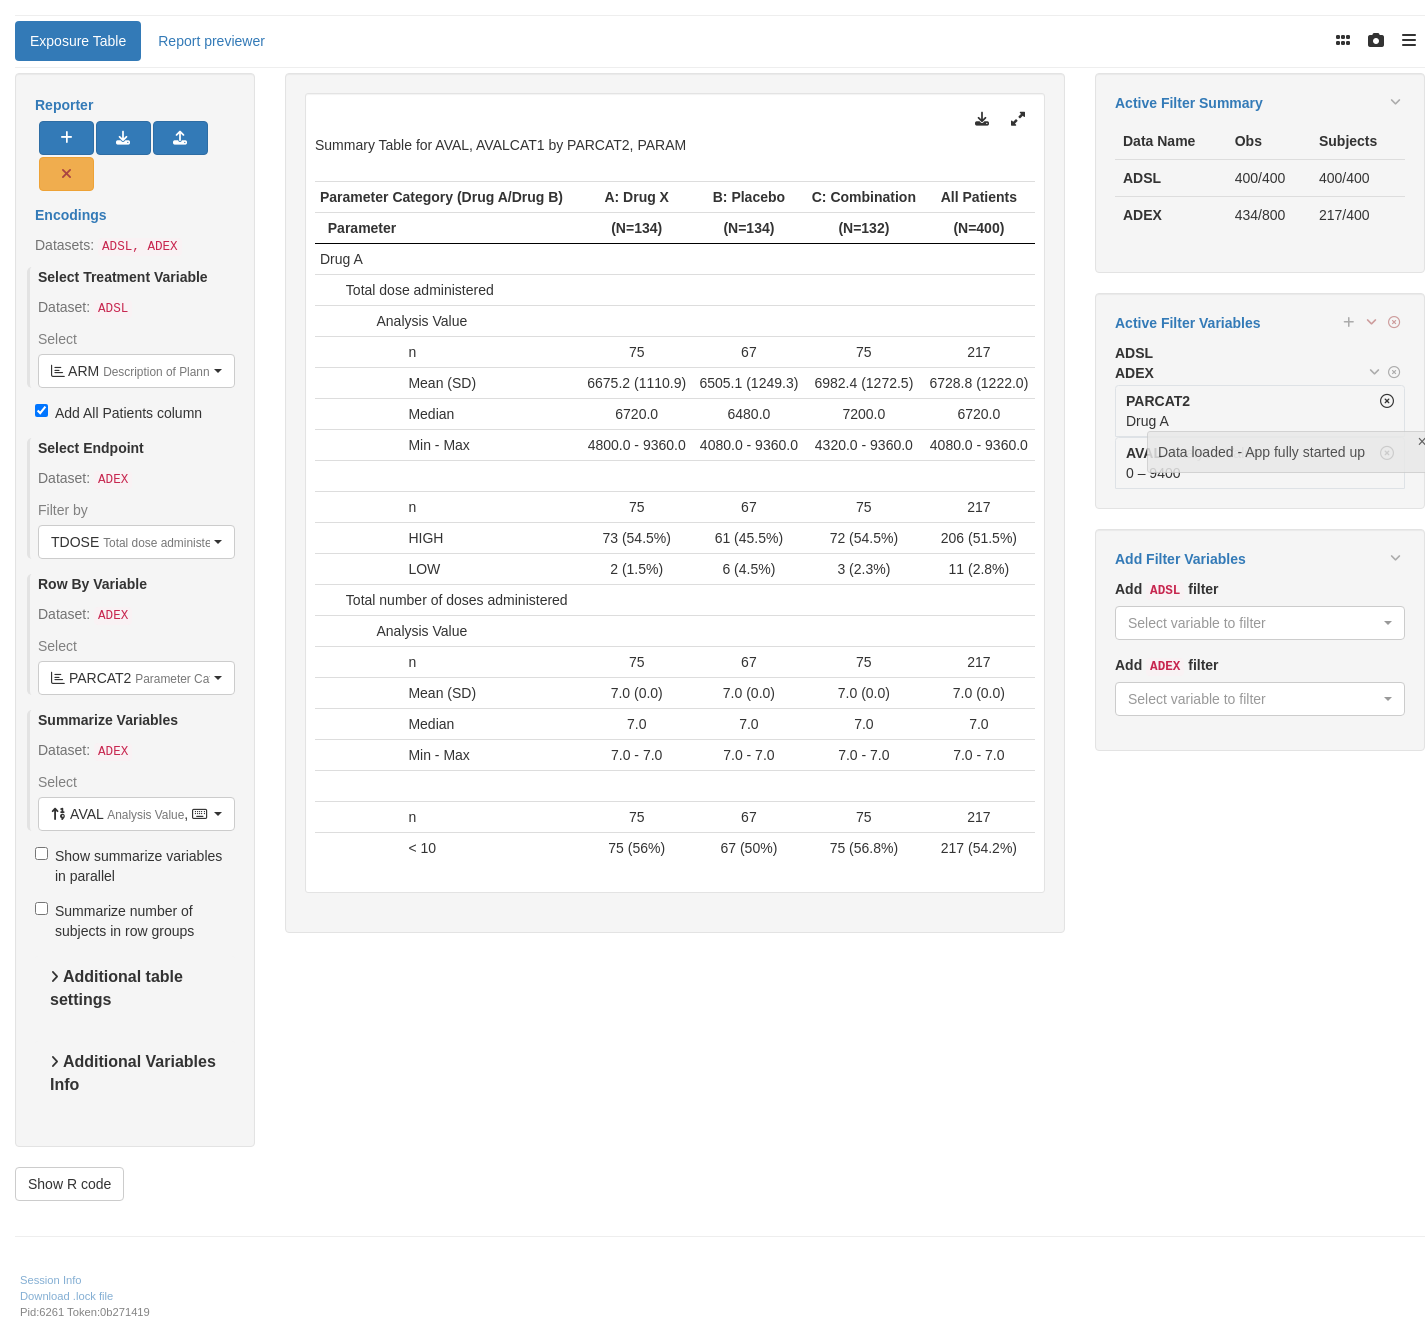 Exposure Table
Report previewer
Reporter
Encodings
Datasets: ADSL, ADEX
Select Treatment Variable
Dataset: ADSL
Select
ARM Description of Plann
Add All Patients column
Select Endpoint
Dataset: ADEX
Filter by
TDOSE Total dose administe
Row By Variable
Dataset: ADEX
Select
PARCAT2 Parameter Ca
Summarize Variables
Dataset: ADEX
Select
AVAL Analysis Value,
Show summarize variables
in parallel
Summarize number of
subjects in row groups
Additional table
settings
Additional Variables
Info
Show R code
Summary Table for AVAL, AVALCAT1 by PARCAT2, PARAM
Parameter Category (Drug A/Drug B) A: Drug X B: Placebo C: Combination All Patients
Parameter (N=134) (N=134) (N=132) (N=400)
Drug A
Total dose administered
Analysis Value
n 75 67 75 217
Mean (SD) 6675.2 (1110.9) 6505.1 (1249.3) 6982.4 (1272.5) 6728.8 (1222.0)
Median 6720.0 6480.0 7200.0 6720.0
Min - Max 4800.0 - 9360.0 4080.0 - 9360.0 4320.0 - 9360.0 4080.0 - 9360.0
n 75 67 75 217
HIGH 73 (54.5%) 61 (45.5%) 72 (54.5%) 206 (51.5%)
LOW 2 (1.5%) 6 (4.5%) 3 (2.3%) 11 (2.8%)
Total number of doses administered
Analysis Value
n 75 67 75 217
Mean (SD) 7.0 (0.0) 7.0 (0.0) 7.0 (0.0) 7.0 (0.0)
Median 7.0 7.0 7.0 7.0
Min - Max 7.0 - 7.0 7.0 - 7.0 7.0 - 7.0 7.0 - 7.0
n 75 67 75 217
< 10 75 (56%) 67 (50%) 75 (56.8%) 217 (54.2%)
Active Filter Summary
Data Name Obs Subjects
ADSL 400/400 400/400
ADEX 434/800 217/400
Active Filter Variables
ADSL
ADEX
PARCAT2
Drug A
Data loaded - App fully started up
0 – 9400
Add Filter Variables
Add ADSL filter
Select variable to filter
Add ADEX filter
Select variable to filter
Session Info
Download .lock file
Pid:6261 Token:0b271419